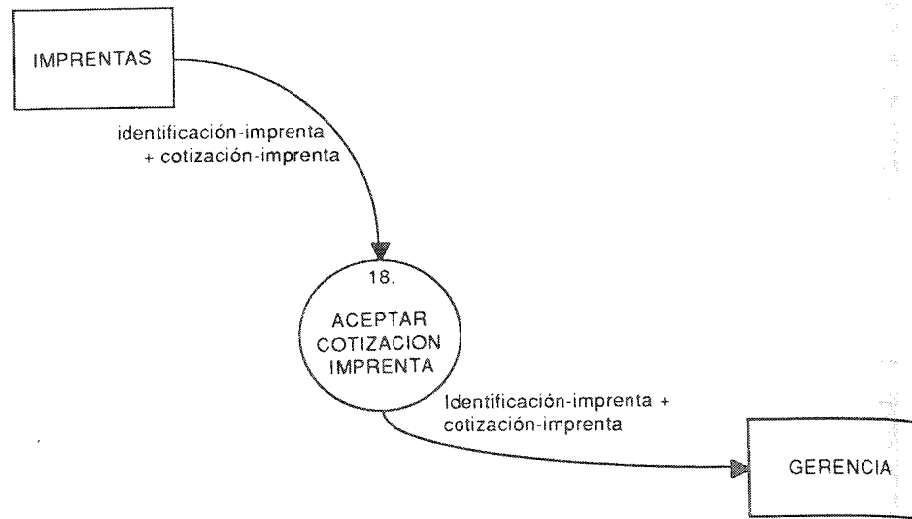 IMPRENTAS
identificación-imprenta
+ cotización-imprenta
18.
ACEPTAR
COTIZACION
IMPRENTA
Identificación-imprenta +
cotización-imprenta
GERENCIA